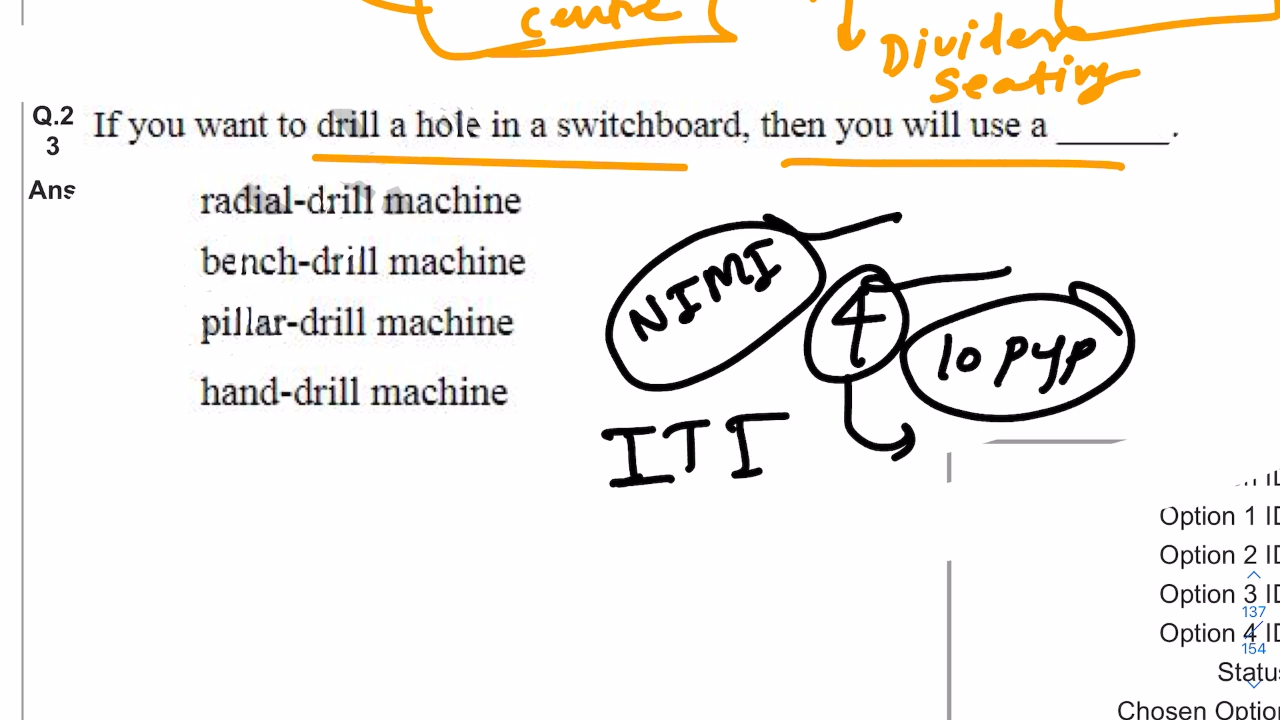 centre
Dividers
Seating
Q.2
3
If you want to drill a hole in a switchboard, then you will use a ______.
Ans
radial-drill machine
bench-drill machine
pillar-drill machine
hand-drill machine
NIMI
4
10 PYP
ITI
Option 1 ID
Option 2 ID
Option 3 ID
137
Option 4 ID
154
Status
Chosen Option